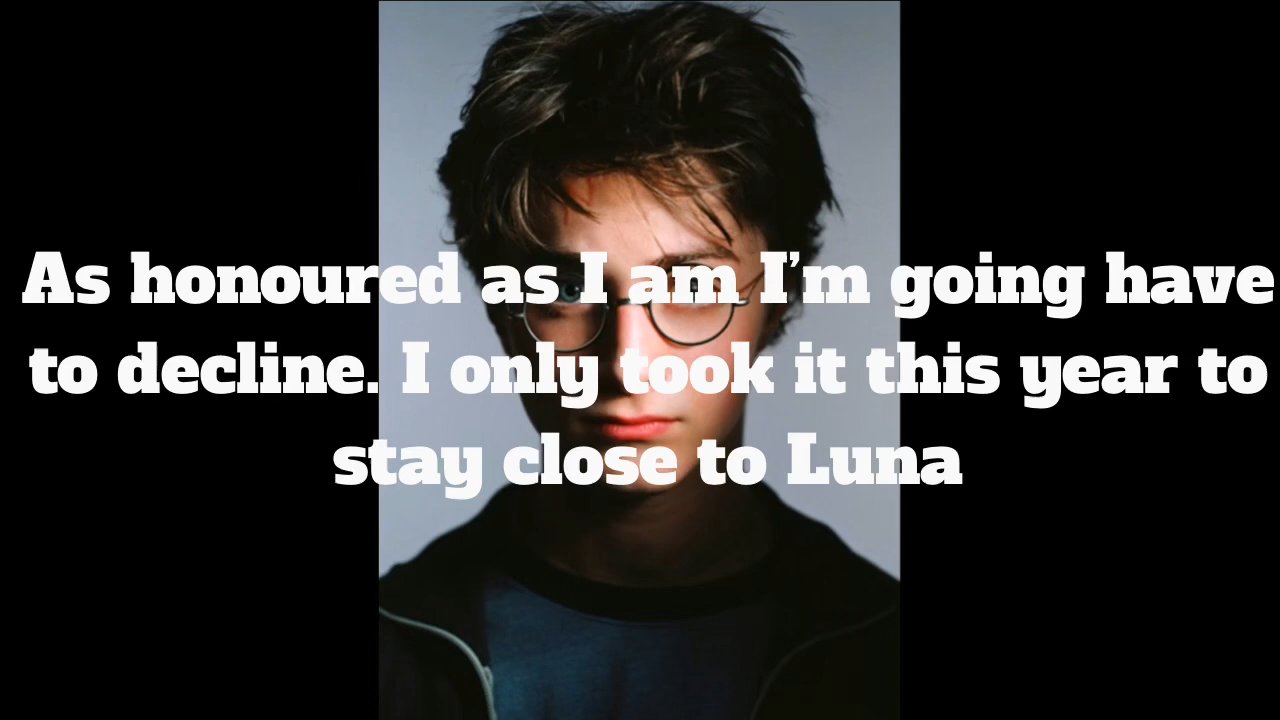 As honoured as I am I'm going have
to decline. I only took it this year to
stay close to Luna